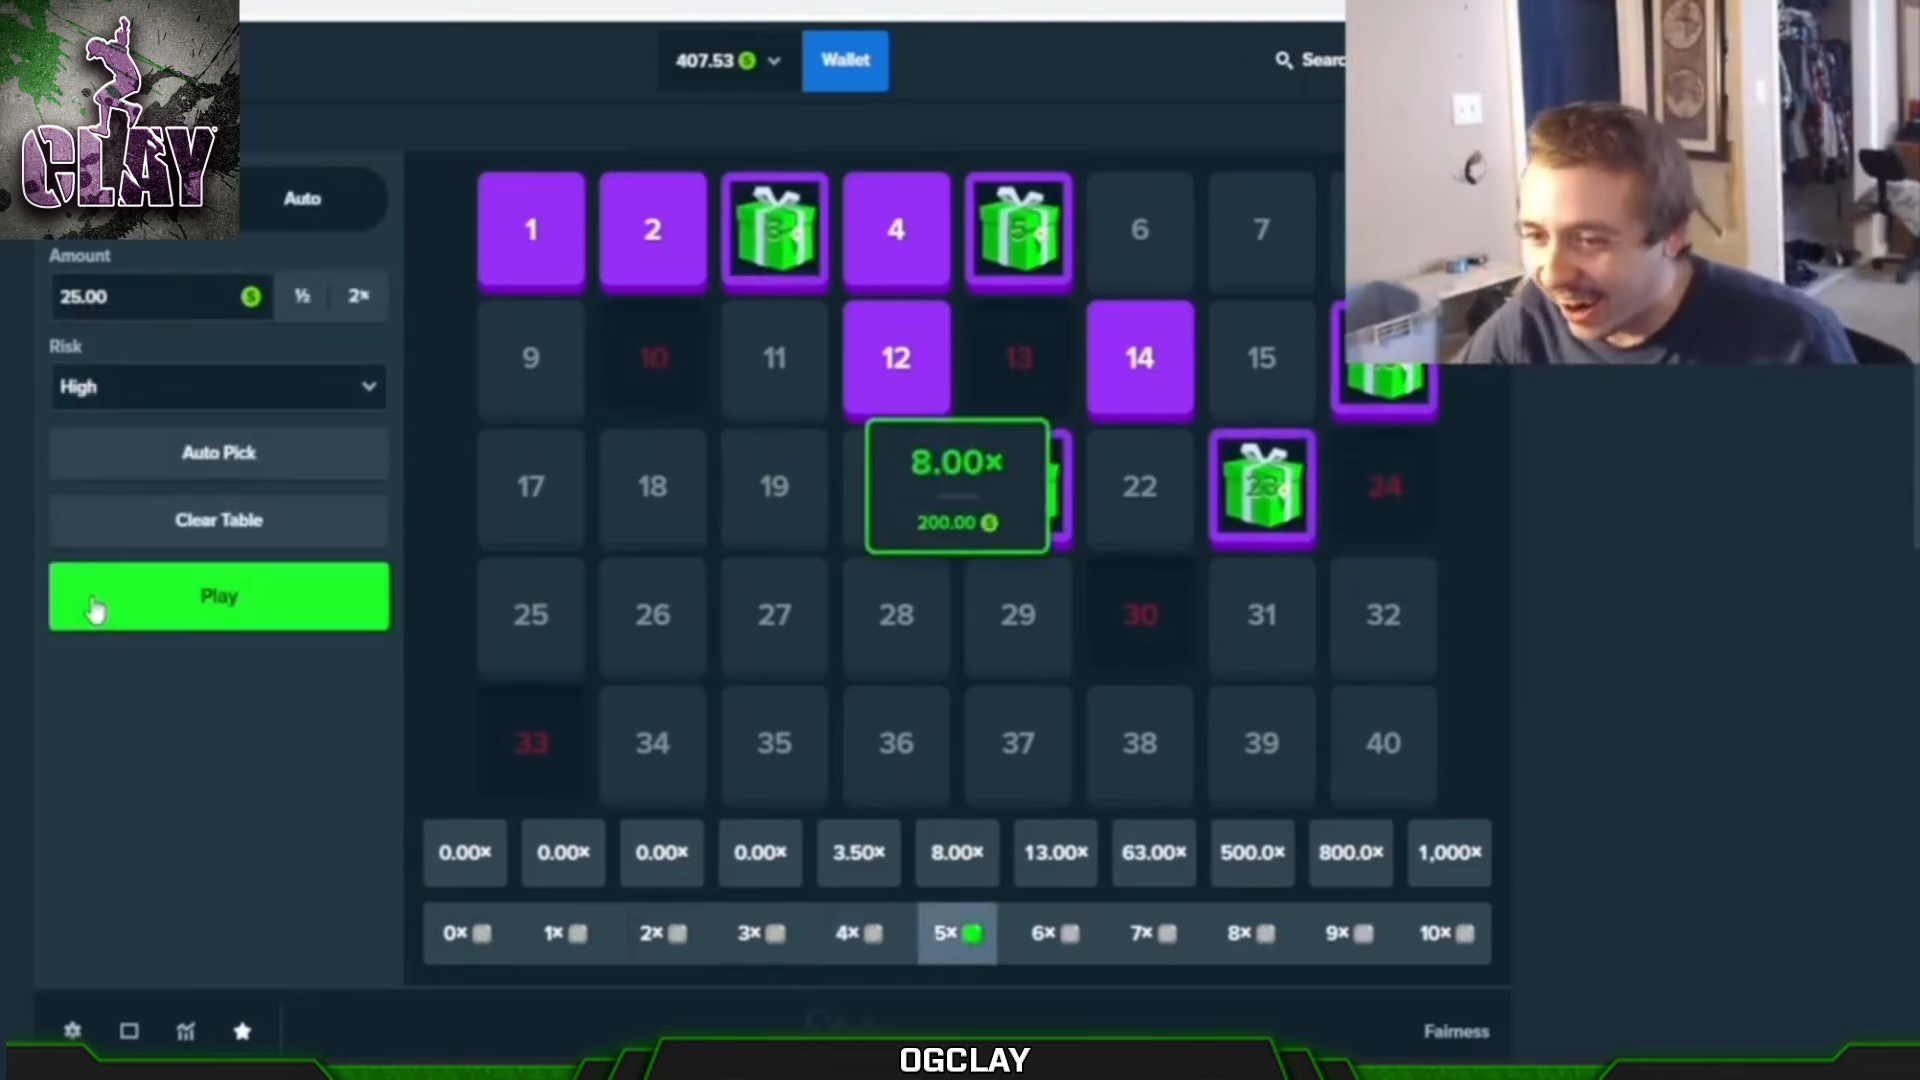 CLAY
407.53
Wallet
Searc
Auto
Amount
25.00
½
2×
Risk
High
Auto Pick
Clear Table
Play
1 2 3 4 5 6 7
9 10 11 12 13 14 15
17 18 19 22 23 24
8.00×
200.00
25 26 27 28 29 30 31 32
33 34 35 36 37 38 39 40
0.00× 0.00× 0.00× 0.00× 3.50× 8.00× 13.00× 63.00× 500.0× 800.0× 1,000×
0× 1× 2× 3× 4× 5× 6× 7× 8× 9× 10×
Fairness
OGCLAY